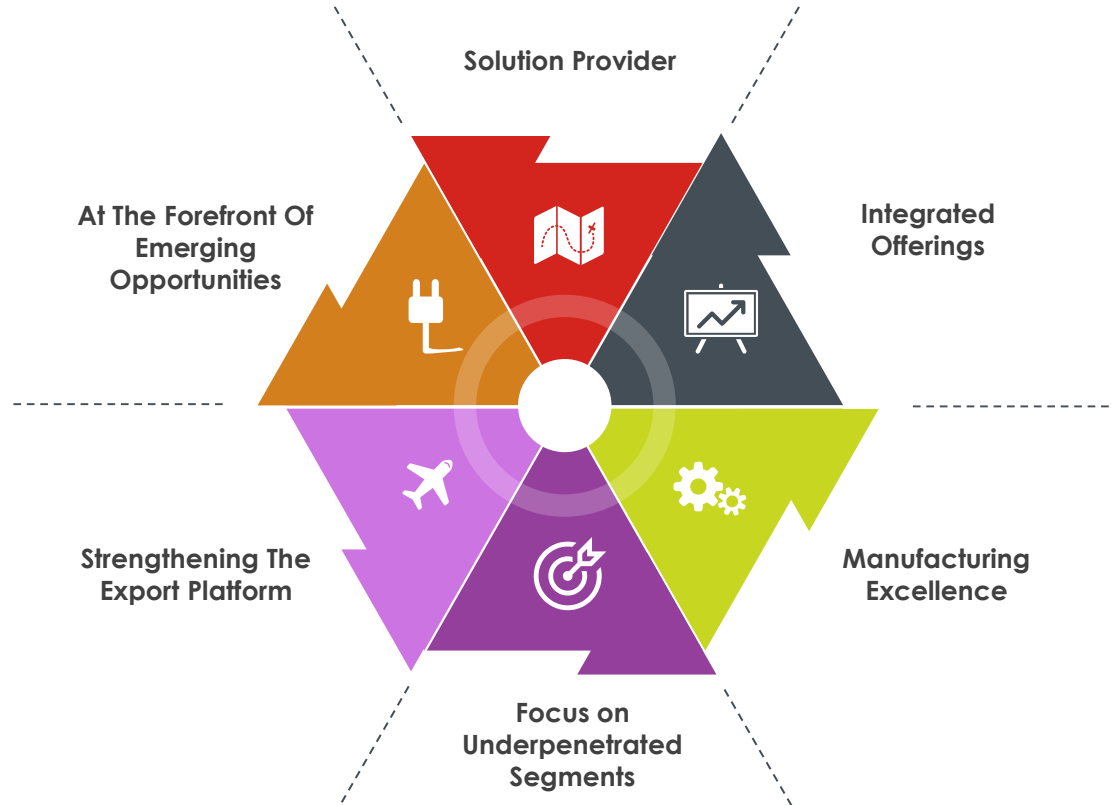 Solution Provider
At The Forefront Of
Emerging
Opportunities
Integrated
Offerings
Strengthening The
Export Platform
Manufacturing
Excellence
Focus on
Underpenetrated
Segments